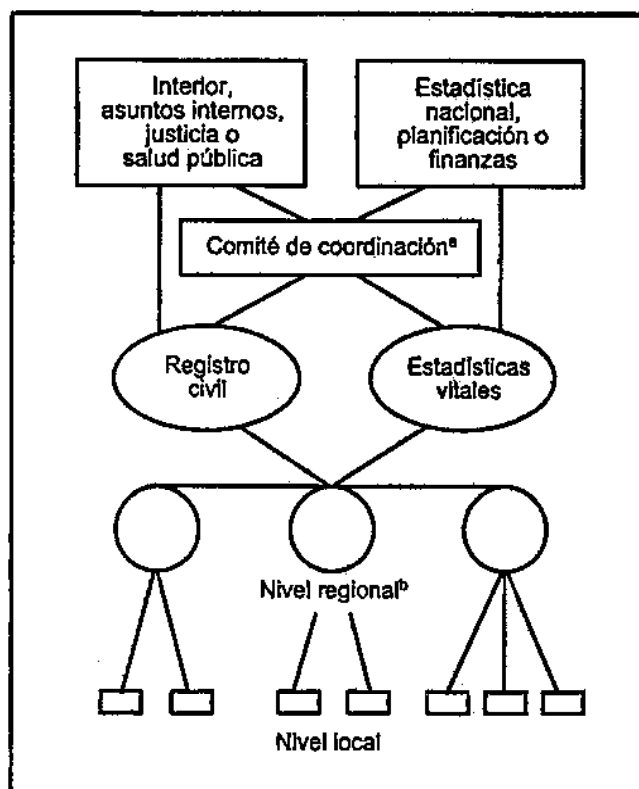 Interior,
asuntos internos,
justicia o
salud pública
Estadística
nacional,
planificación o
finanzas
Comité de coordinaciónª
Registro
civil
Estadísticas
vitales
Nivel regionalᵇ
Nivel local